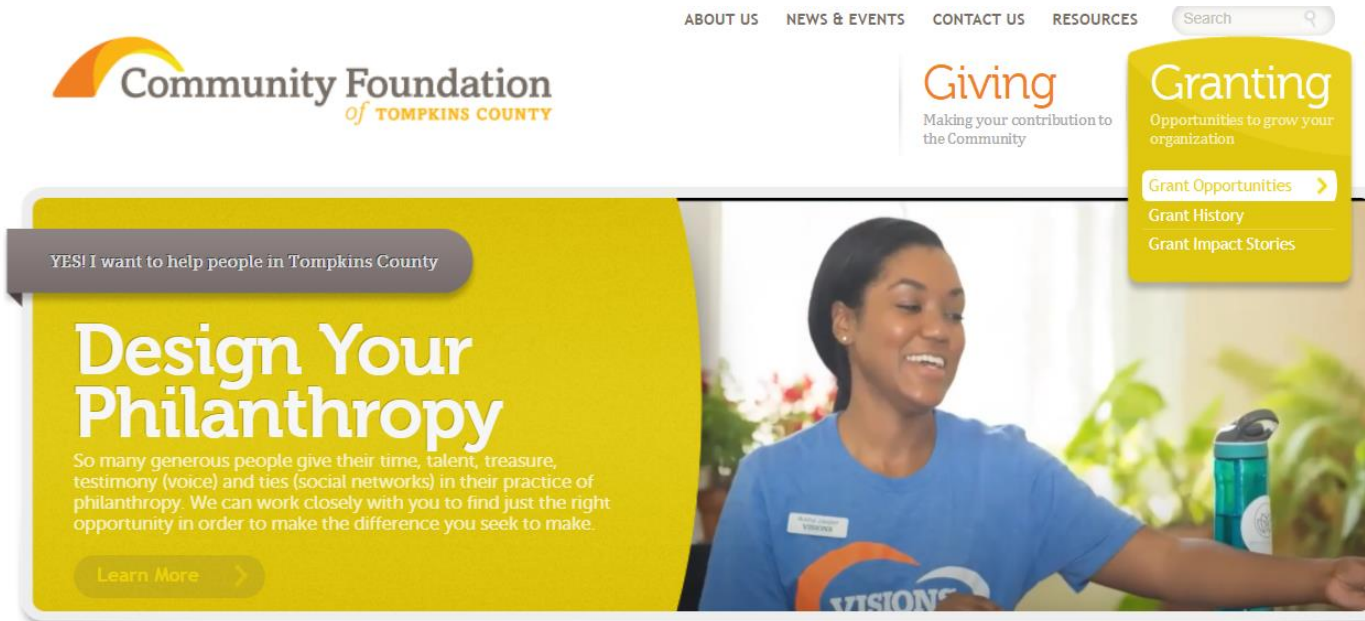 ABOUT US NEWS & EVENTS CONTACT US RESOURCES Search
Community Foundation
of TOMPKINS COUNTY
Giving
Making your contribution to
the Community
Granting
Opportunities to grow your
organization
Grant Opportunities
Grant History
Grant Impact Stories
YES! I want to help people in Tompkins County
Design Your
Philanthropy
So many generous people give their time, talent, treasure,
testimony (voice) and ties (social networks) in their practice of
philanthropy. We can work closely with you to find just the right
opportunity in order to make the difference you seek to make.
Learn More
VISIONS
VISIONS